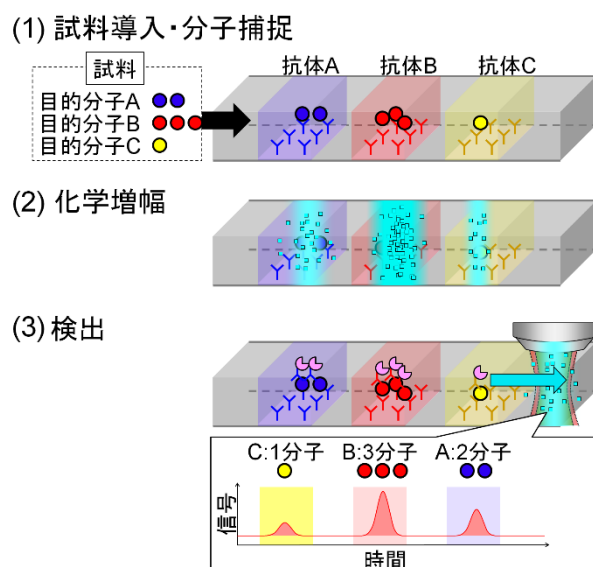 (1) 試料導入・分子捕捉
試料
目的分子A
目的分子B
目的分子C
抗体A
抗体B
抗体C
(2) 化学増幅
(3) 検出
C:1分子
B:3分子
A:2分子
信号
時間